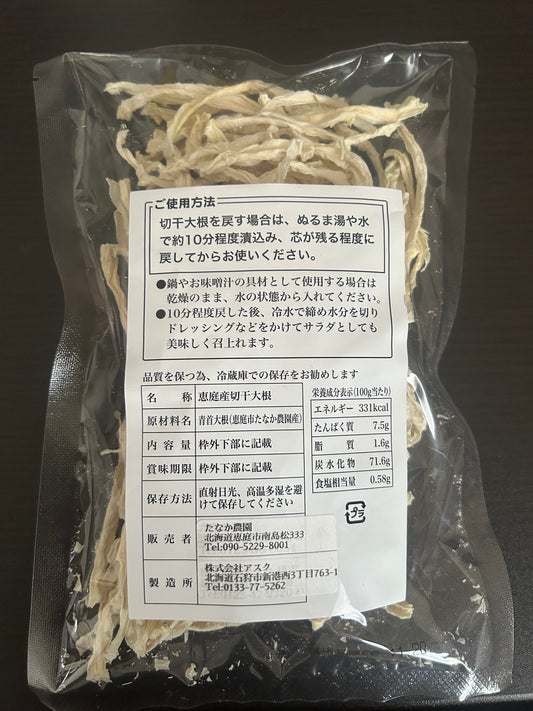 ご使用方法
切干大根を戻す場合は、ぬるま湯や水
で約10分程度漬込み、芯が残る程度に
戻してからお使いください。
●鍋やお味噌汁の具材として使用する場合は
乾燥のまま、水の状態から入れてください。
●10分程度戻した後、冷水で締め水分を切り
ドレッシングなどをかけてサラダとしても
美味しく召上れます。
品質を保つ為、冷蔵庫での保存をお勧めします
名称 恵庭産切干大根
原材料名 青首大根(恵庭市たなか農園産)
内容量 枠外下部に記載
賞味期限 枠外下部に記載
保存方法 直射日光、高温多湿を避
けて保存してください
販売者 たなか農園
北海道恵庭市南島松333
Tel:090-5229-8001
製造所 株式会社アスク
北海道石狩市新港西3丁目763-1
Tel:0133-77-5262
栄養成分表示(100g当たり)
エネルギー 331kcal
たんぱく質 7.5g
脂質 1.6g
炭水化物 71.6g
食塩相当量 0.58g
プラ